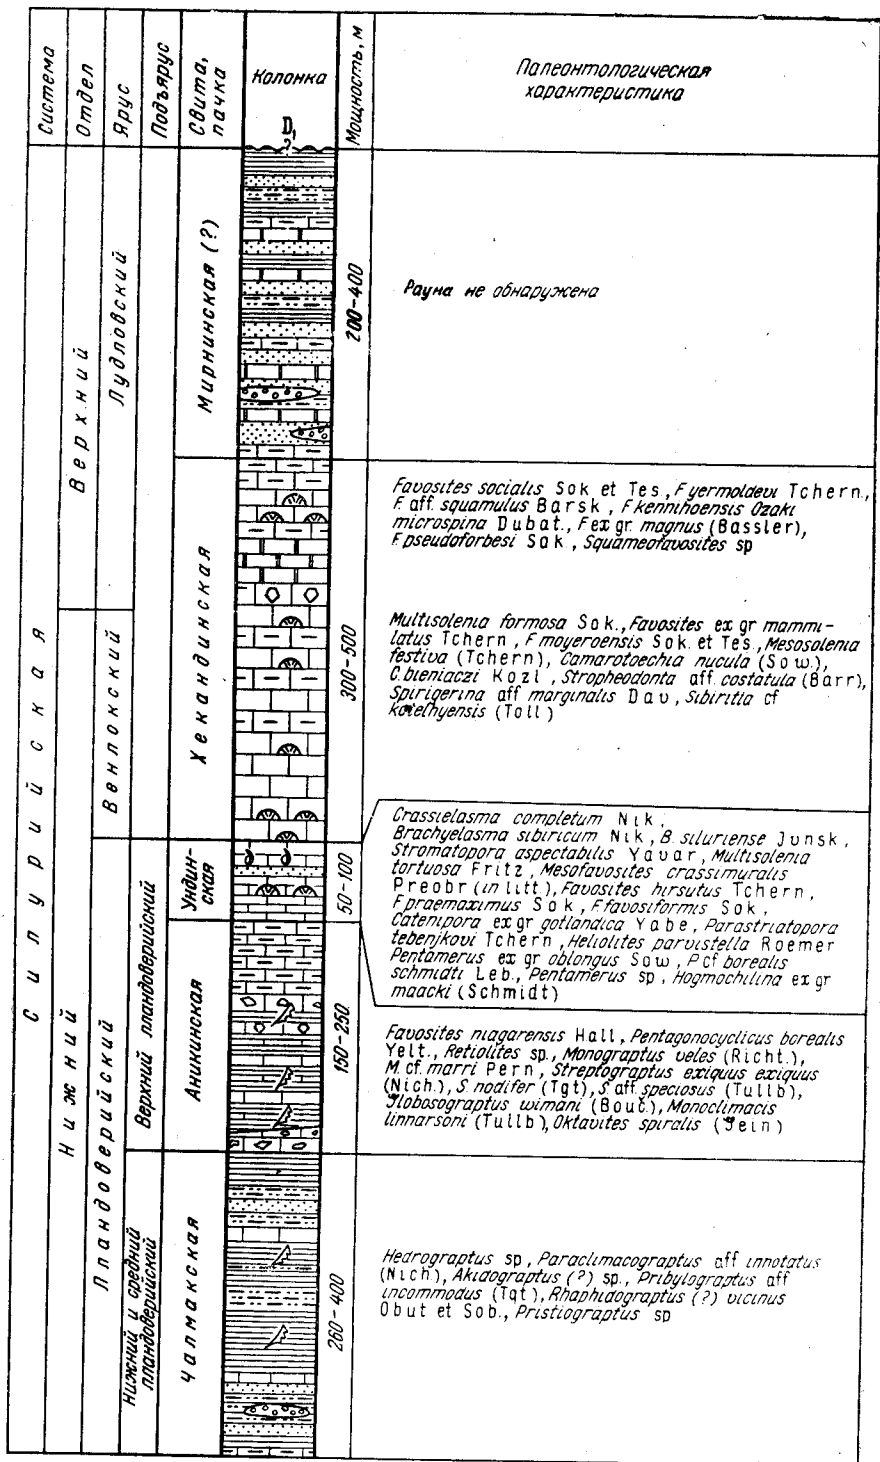 Система
Отдел
Ярус
Подъярус
Свита,
пачка
Колонка
D₁
?
Мощность, м
Палеонтологическая
характеристика
Силурийская
Верхний
Нижний
Лудловский
Венлокский
Лландоверийский
Верхний лландоверийский
Нижний и средний
лландоверийский
Мирнинская (?)
200-400
Фауна не обнаружена
Хекандинская
300-500
Favosites socialis Sok et Tes, F yermolaevi Tchern.,
F. aff. squamulus Barsk, F kennihoensis Ozaki
microspina Dubat., F ex gr. magnus (Bassler),
F. pseudoforbesi Sok, Squameofavosites sp
Multisolenia formosa Sok., Favosites ex gr mammi-
latus Tchern, F moyeroensis Sok. et Tes, Mesosolenia
festiva (Tchern), Camarotoechia nucula (Sow.),
C. bieniaczi Kozl, Stropheodonta aff. costatula (Barr),
Spirigerina aff marginalis Dav, Sibiritia cf
kotelnyensis (Toll)
Ундин-
ская
50-100
Crassielasma completum Nik,
Brachyelasma sibiricum Nik, B. siluriense Junsk,
Stromatopora aspectabilis Yavar, Multisolenia
tortuosa Fritz, Mesofavosites crassimuralis
Preobr (in litt), Favosites hirsutus Tchern,
F. praemaximus Sok, F. favosiformis Sok,
Catenipora ex gr gotlandica Yabe, Parastriatopora
tebenjkovi Tchern, Heliolites parvistella Roemer
Pentamerus ex gr oblongus Sow, P cf borealis
schmidti Leb., Pentamerus sp, Hogmochilina ex gr
maacki (Schmidt)
Аникинская
150-250
Favosites niagarensis Hall, Pentagonocyclicus borealis
Yelt., Retiolites sp., Monograptus veles (Richt.),
M. cf. marri Pern, Streptograptus exiguus exiguus
(Nich.), S. nodifer (Tqt), S. aff. speciosus (Tullb),
Globosograptus wimani (Bouč.), Monoclimacis
linnarsoni (Tullb), Oktavites spiralis (Gein)
Чалмакская
260-400
Hedrograptus sp, Paraclimacograptus aff innotatus
(Nich.), Akidograptus (?) sp., Pribylograptus aff
incommodus (Tqt), Rhaphidograptus (?) vicinus
Obut et Sob., Pristiograptus sp